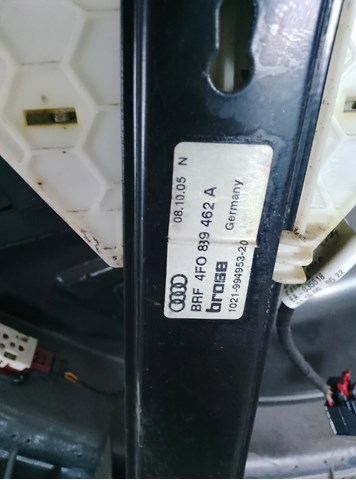 08.10.05 N
BRF 4F0 839 462 A
brose Germany
1021-994953-20